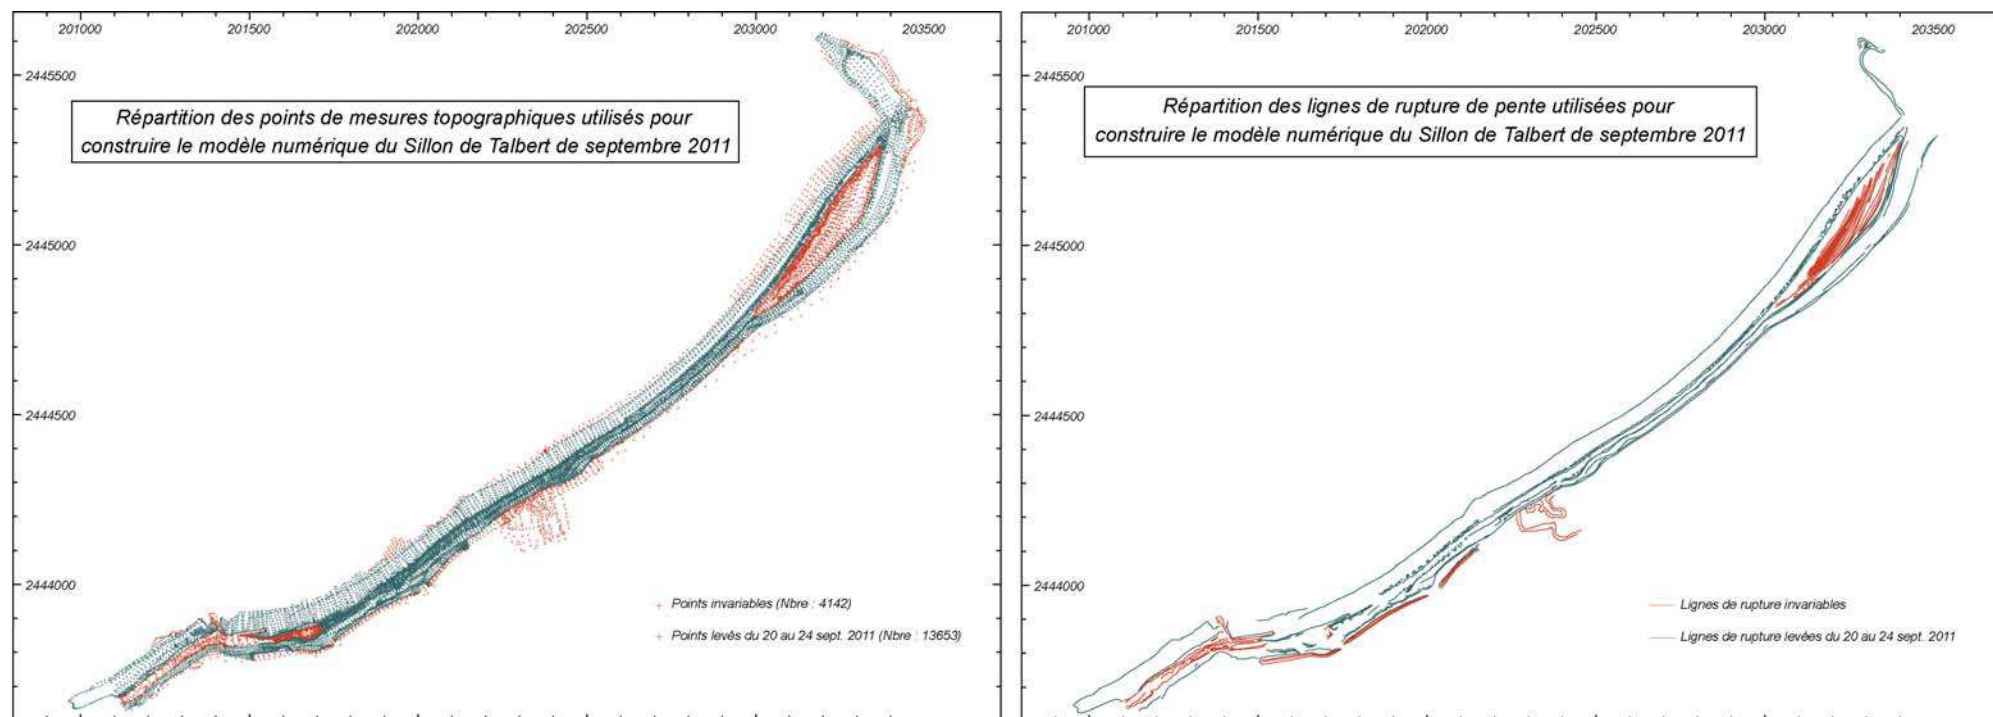 201000 201500 202000 202500 203000 203500
2445500
Répartition des points de mesures topographiques utilisés pour
construire le modèle numérique du Sillon de Talbert de septembre 2011
2445000
2444500
2444000
Points invariables (Nbre : 4142)
Points levés du 20 au 24 sept. 2011 (Nbre : 13653)
201000 201500 202000 202500 203000 203500
2445500
Répartition des lignes de rupture de pente utilisées pour
construire le modèle numérique du Sillon de Talbert de septembre 2011
2445000
2444500
2444000
Lignes de rupture invariables
Lignes de rupture levées du 20 au 24 sept. 2011